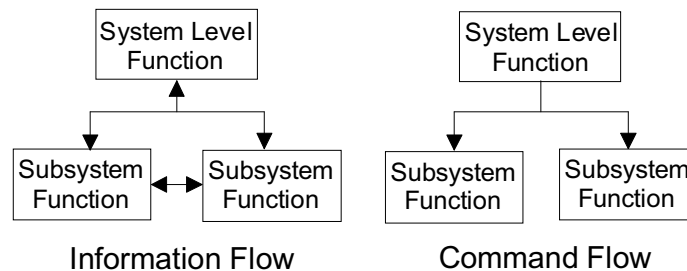 System Level
Function
System Level
Function
Subsystem
Function
Subsystem
Function
Subsystem
Function
Subsystem
Function
Information Flow
Command Flow